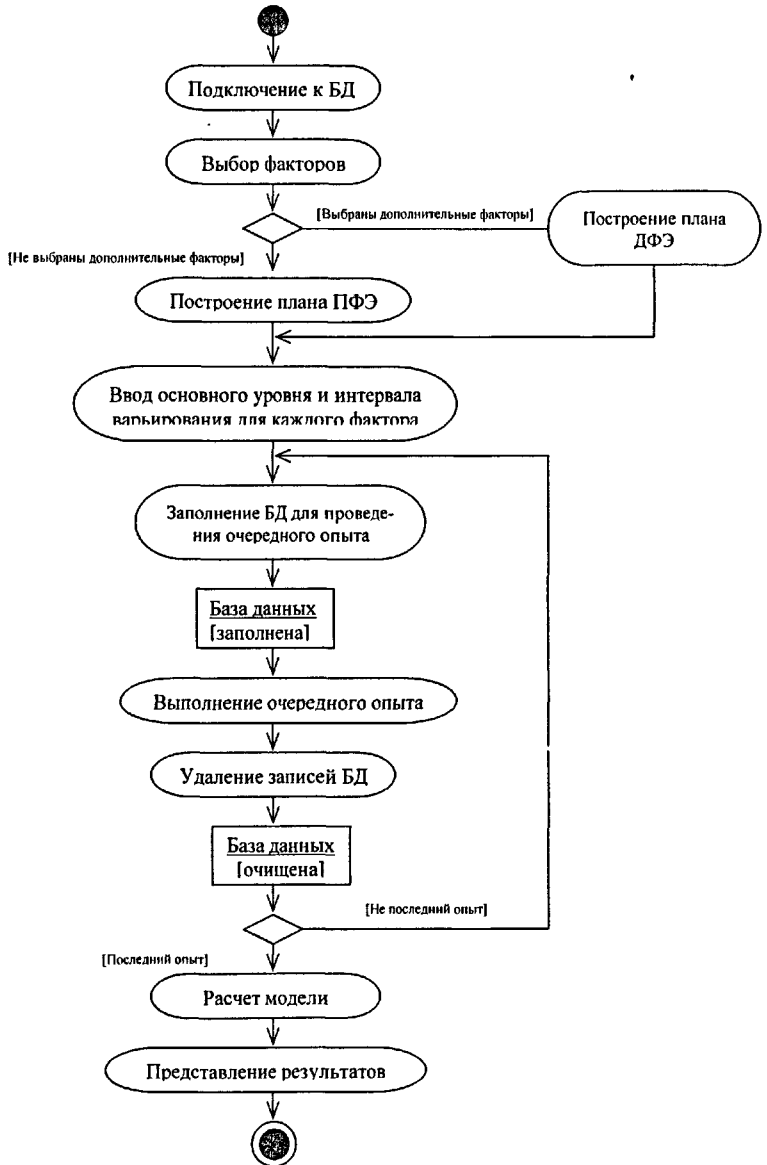 Подключение к БД
Выбор факторов
[Выбраны дополнительные факторы]
Построение плана
ДФЭ
[Не выбраны дополнительные факторы]
Построение плана ПФЭ
Ввод основного уровня и интервала
варьирования для каждого фактора
Заполнение БД для проведе-
ния очередного опыта
База данных
[заполнена]
Выполнение очередного опыта
Удаление записей БД
База данных
[очищена]
[Не последний опыт]
[Последний опыт]
Расчет модели
Представление результатов